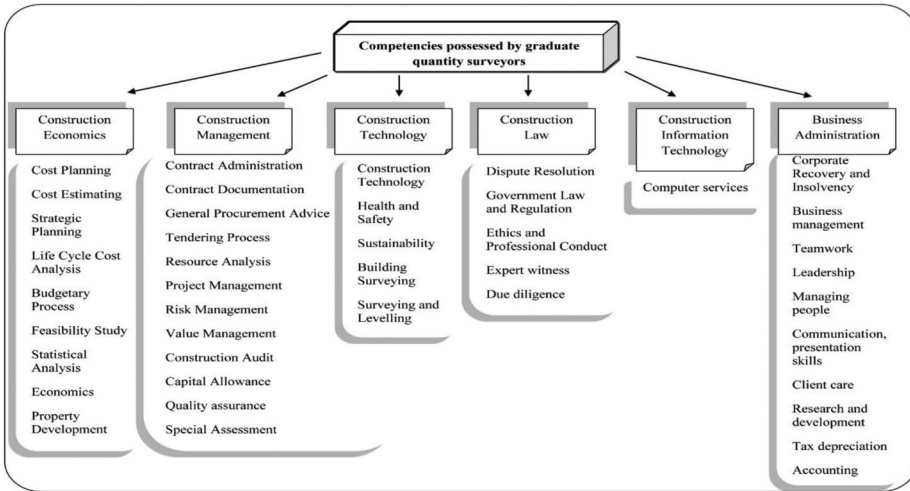 Competencies possessed by graduate
quantity surveyors
Construction
Economics
Cost Planning
Cost Estimating
Strategic
Planning
Life Cycle Cost
Analysis
Budgetary
Process
Feasibility Study
Statistical
Analysis
Economics
Property
Development
Construction
Management
Contract Administration
Contract Documentation
General Procurement Advice
Tendering Process
Resource Analysis
Project Management
Risk Management
Value Management
Construction Audit
Capital Allowance
Quality assurance
Special Assessment
Construction
Technology
Construction
Technology
Health and
Safety
Sustainability
Building
Surveying
Surveying and
Levelling
Construction
Law
Dispute Resolution
Government Law
and Regulation
Ethics and
Professional Conduct
Expert witness
Due diligence
Construction
Information
Technology
Computer services
Business
Administration
Corporate
Recovery and
Insolvency
Business
management
Teamwork
Leadership
Managing
people
Communication,
presentation
skills
Client care
Research and
development
Tax depreciation
Accounting